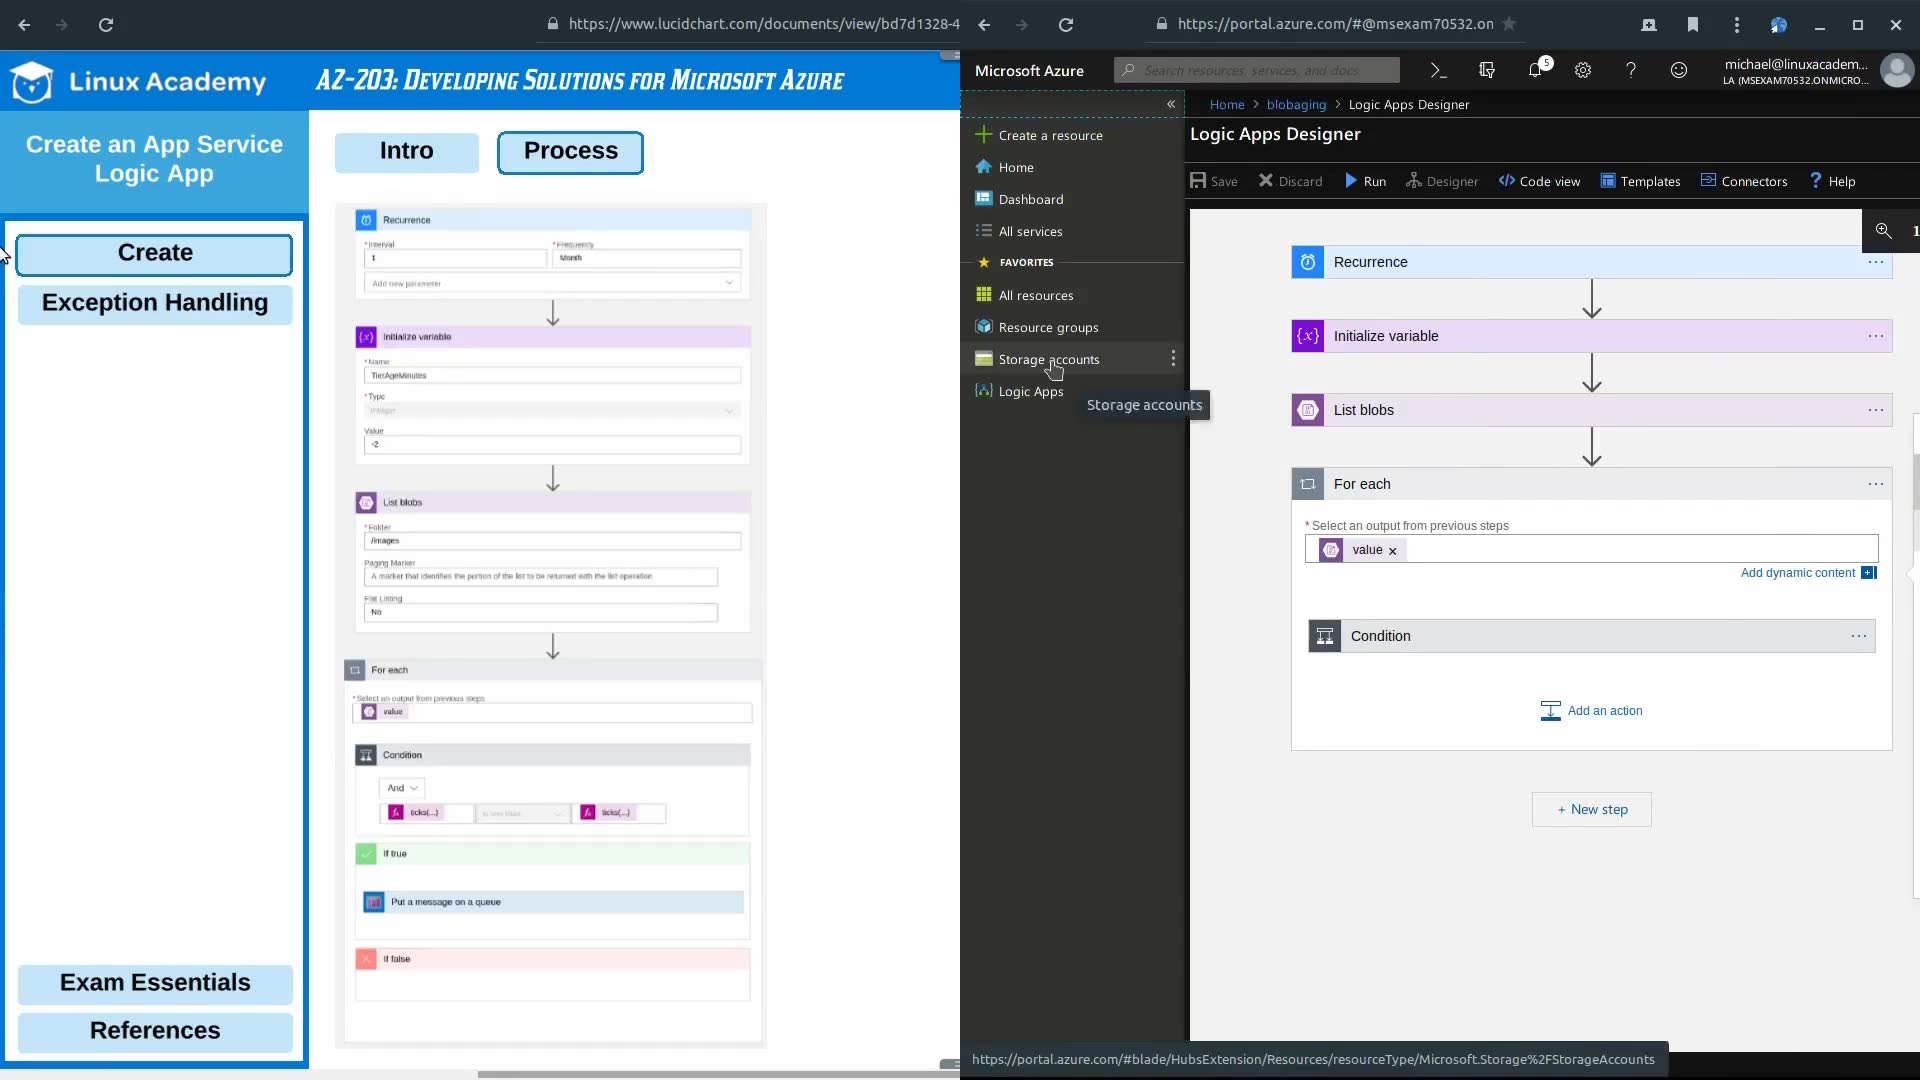 https://www.lucidchart.com/documents/view/bd7d1328-4
Linux Academy
AZ-203: Developing Solutions for Microsoft Azure
Create an App Service
Logic App
Intro
Process
Create
Exception Handling
Exam Essentials
References
Recurrence
* Interval
* Frequency
1
Month
Add new parameter
{x}
Initialize variable
* Name
TierAgeMinutes
* Type
Integer
Value
-2
List blobs
* Folder
/images
Paging Marker
A marker that identifies the portion of the list to be returned with the list operation
Flat Listing
No
For each
* Select an output from previous steps
value
Condition
And
ticks(...)
ticks(...)
If true
Put a message on a queue
If false
https://portal.azure.com/#@msexam70532.on
Microsoft Azure
Search resources, services, and docs
5
michael@linuxacadem...
LA (MSEXAM70532.ONMICRO...
«
Create a resource
Home
Dashboard
All services
FAVORITES
All resources
Resource groups
Storage accounts
Logic Apps
Storage accounts
Home > blobaging > Logic Apps Designer
Logic Apps Designer
Save
Discard
Run
Designer
Code view
Templates
Connectors
? Help
1
Recurrence
...
{x}
Initialize variable
...
List blobs
...
For each
...
* Select an output from previous steps
value ×
Add dynamic content
Condition
...
Add an action
+ New step
https://portal.azure.com/#blade/HubsExtension/Resources/resourceType/Microsoft.Storage%2FStorageAccounts